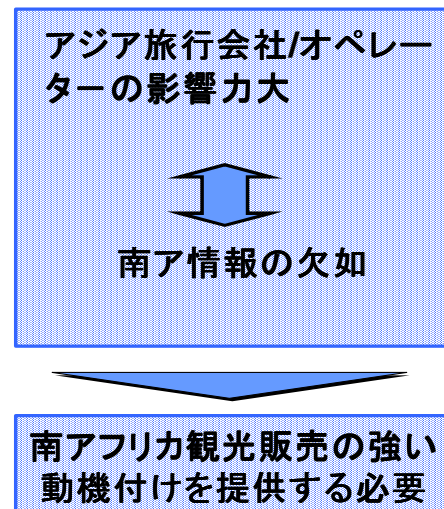 アジア旅行会社/オペレー
ターの影響力大
南ア情報の欠如
南アフリカ観光販売の強い
動機付けを提供する必要